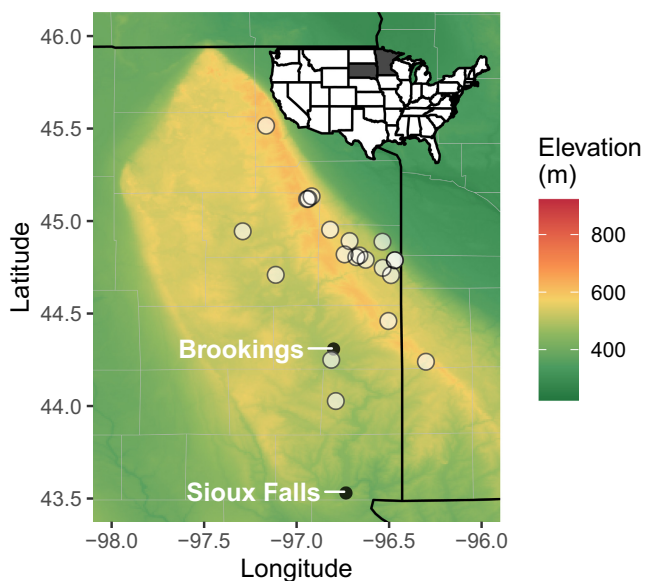 46.0
45.5
45.0
44.5
44.0
43.5
Latitude
Brookings
Sioux Falls
−98.0
−97.5
−97.0
−96.5
−96.0
Longitude
Elevation
(m)
800
600
400